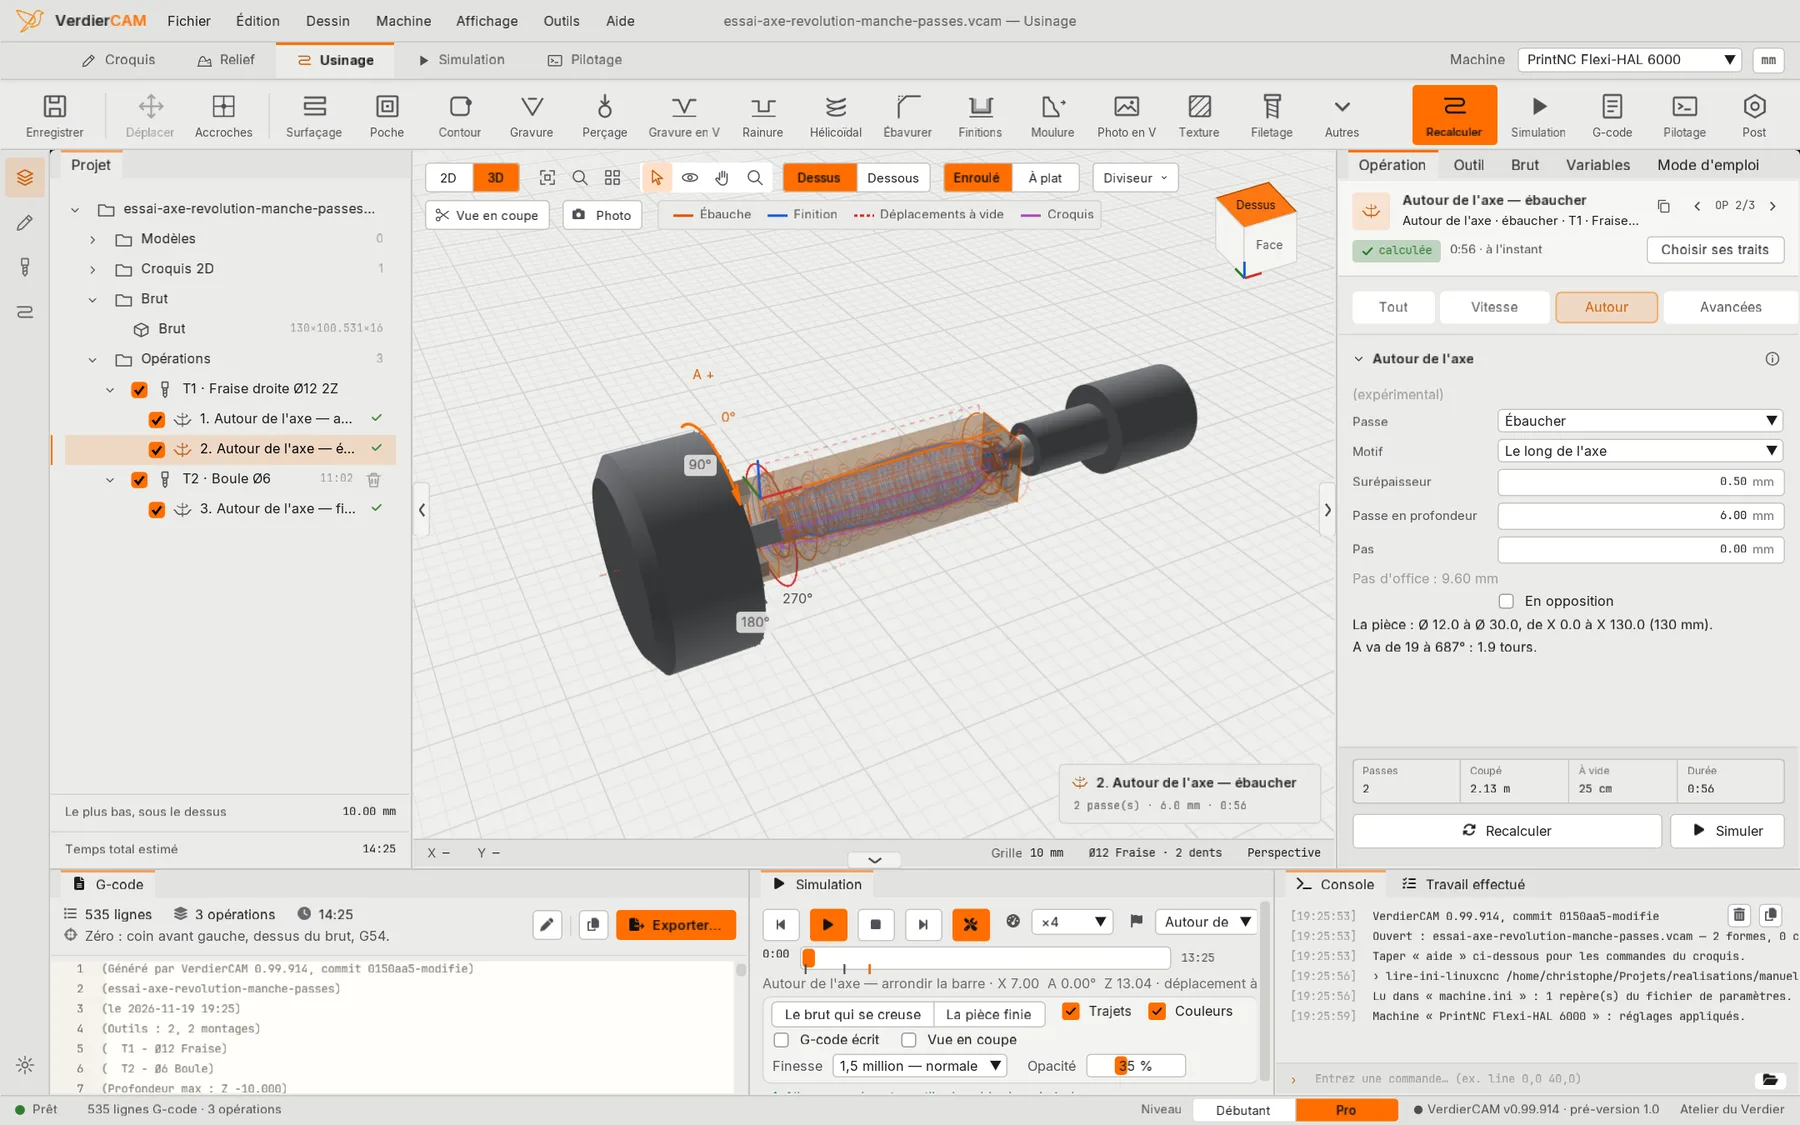 VerdierCAM Fichier Édition Dessin Machine Affichage Outils Aide essai-axe-revolution-manche-passes.vcam — Usinage
Croquis Relief Usinage Simulation Pilotage Machine PrintNC Flexi-HAL 6000 mm
Enregistrer Déplacer Accroches Surfaçage Poche Contour Gravure Perçage Gravure en V Rainure Hélicoïdal Ébavurer Finitions Moulure Photo en V Texture Filetage Autres Recalculer Simulation G-code Pilotage Post
Projet
essai-axe-revolution-manche-passes...
Modèles 0
Croquis 2D 1
Brut
Brut 130×100.531×16
Opérations 3
T1 · Fraise droite Ø12 2Z
1. Autour de l'axe — a...
2. Autour de l'axe — é...
T2 · Boule Ø6 11:02
3. Autour de l'axe — fi...
Le plus bas, sous le dessus 10.00 mm
Temps total estimé 14:25
2D 3D Dessus Dessous Enroulé À plat Diviseur
Vue en coupe Photo Ébauche Finition Déplacements à vide Croquis
Dessus
Face
A +
0°
90°
270°
180°
2. Autour de l'axe — ébaucher
2 passe(s) · 6.0 mm · 0:56
X — Y — Grille 10 mm Ø12 Fraise · 2 dents Perspective
Opération Outil Brut Variables Mode d'emploi
Autour de l'axe — ébaucher OP 2/3
Autour de l'axe · ébaucher · T1 · Fraise...
calculée 0:56 · à l'instant Choisir ses traits
Tout Vitesse Autour Avancées
Autour de l'axe
(expérimental)
Passe Ébaucher
Motif Le long de l'axe
Surépaisseur 0.50 mm
Passe en profondeur 6.00 mm
Pas 0.00 mm
Pas d'office : 9.60 mm
En opposition
La pièce : Ø 12.0 à Ø 30.0, de X 0.0 à X 130.0 (130 mm).
A va de 19 à 687° : 1.9 tours.
Passes Coupé À vide Durée
2 2.13 m 25 cm 0:56
Recalculer Simuler
G-code
535 lignes 3 opérations 14:25
Zéro : coin avant gauche, dessus du brut, G54.
Exporter...
1 (Généré par VerdierCAM 0.99.914, commit 0150aa5-modifie)
2 (essai-axe-revolution-manche-passes)
3 (le 2026-11-19 19:25)
4 (Outils : 2, 2 montages)
5 ( T1 - Ø12 Fraise)
6 ( T2 - Ø6 Boule)
7 (Profondeur max : Z -10.000)
Simulation
×4 Autour de
0:00 13:25
Autour de l'axe — arrondir la barre · X 7.00 A 0.00° Z 13.04 · déplacement à
Le brut qui se creuse La pièce finie Trajets Couleurs
G-code écrit Vue en coupe
Finesse 1,5 million — normale Opacité 35 %
Console Travail effectué
[19:25:53] VerdierCAM 0.99.914, commit 0150aa5-modifie
[19:25:53] Ouvert : essai-axe-revolution-manche-passes.vcam — 2 formes, 0 c
[19:25:53] Taper « aide » ci-dessous pour les commandes du croquis.
[19:25:56] › lire-ini-linuxcnc /home/christophe/Projets/realisations/manuel
[19:25:56] Lu dans « machine.ini » : 1 repère(s) du fichier de paramètres.
[19:25:59] Machine « PrintNC Flexi-HAL 6000 » : réglages appliqués.
› Entrez une commande… (ex. line 0,0 40,0)
Prêt 535 lignes G-code · 3 opérations Niveau Débutant Pro VerdierCAM v0.99.914 · pré-version 1.0 Atelier du Verdier